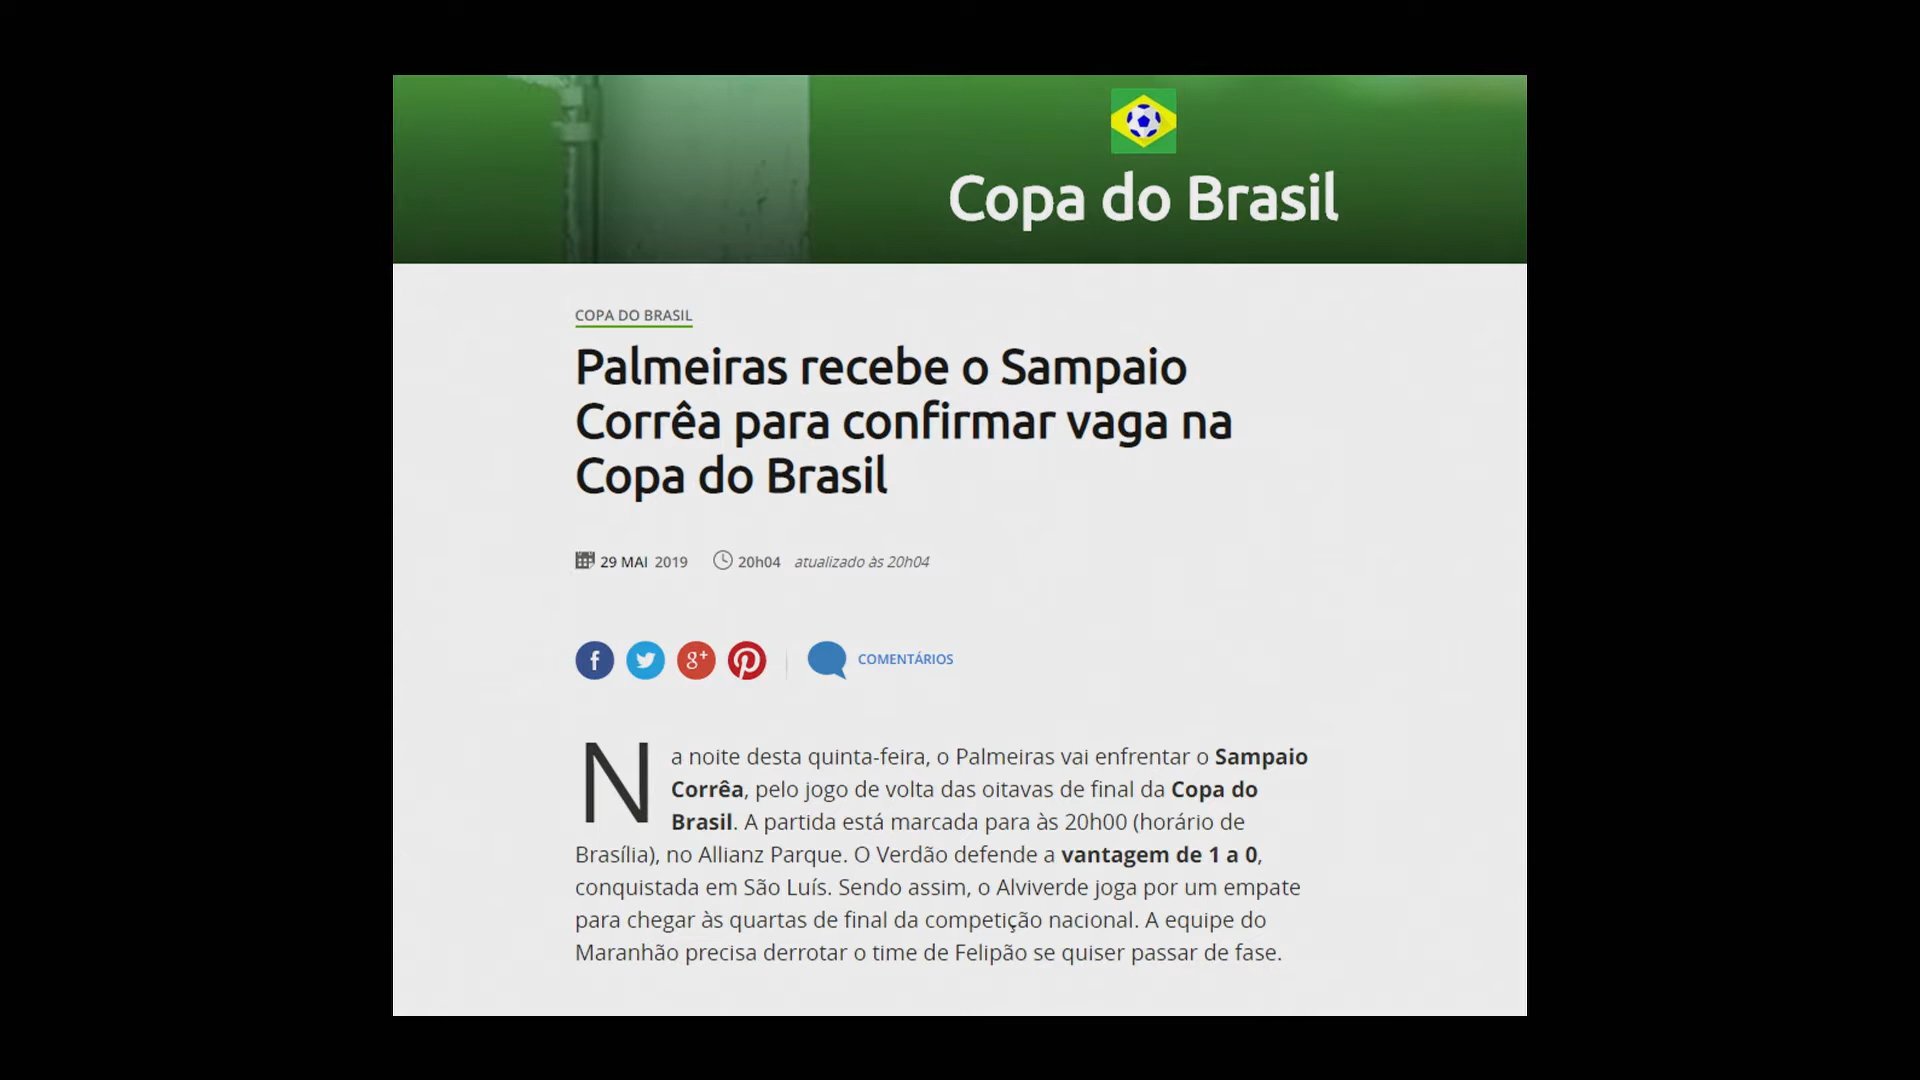 Copa do Brasil
COPA DO BRASIL
Palmeiras recebe o Sampaio
Corrêa para confirmar vaga na
Copa do Brasil
29 MAI 2019 20h04 atualizado às 20h04
f g+ COMENTÁRIOS
Na noite desta quinta-feira, o Palmeiras vai enfrentar o Sampaio
Corrêa, pelo jogo de volta das oitavas de final da Copa do
Brasil. A partida está marcada para às 20h00 (horário de
Brasília), no Allianz Parque. O Verdão defende a vantagem de 1 a 0,
conquistada em São Luís. Sendo assim, o Alviverde joga por um empate
para chegar às quartas de final da competição nacional. A equipe do
Maranhão precisa derrotar o time de Felipão se quiser passar de fase.